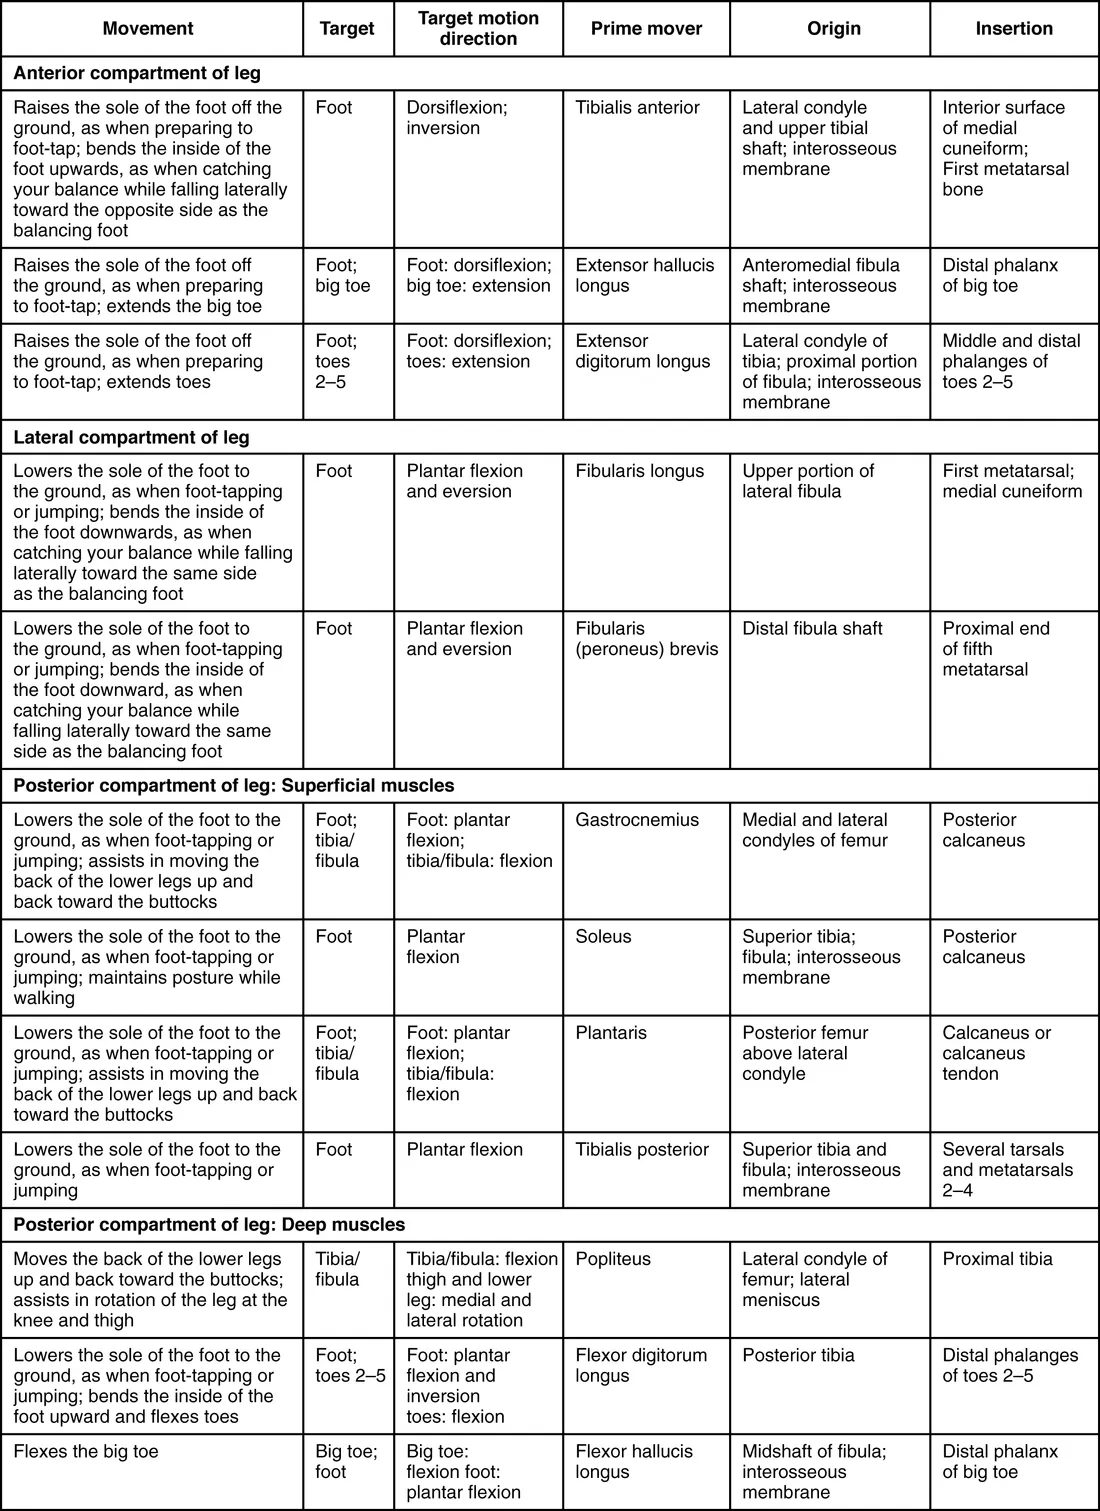 Movement
Target
Target motion
direction
Prime mover
Origin
Insertion
Anterior compartment of leg
Raises the sole of the foot off the
ground, as when preparing to
foot-tap; bends the inside of the
foot upwards, as when catching
your balance while falling laterally
toward the opposite side as the
balancing foot
Foot
Dorsiflexion;
inversion
Tibialis anterior
Lateral condyle
and upper tibial
shaft; interosseous
membrane
Interior surface
of medial
cuneiform;
First metatarsal
bone
Raises the sole of the foot off
the ground, as when preparing
to foot-tap; extends the big toe
Foot;
big toe
Foot: dorsiflexion;
big toe: extension
Extensor hallucis
longus
Anteromedial fibula
shaft; interosseous
membrane
Distal phalanx
of big toe
Raises the sole of the foot off
the ground, as when preparing
to foot-tap; extends toes
Foot;
toes
2–5
Foot: dorsiflexion;
toes: extension
Extensor
digitorum longus
Lateral condyle of
tibia; proximal portion
of fibula; interosseous
membrane
Middle and distal
phalanges of
toes 2–5
Lateral compartment of leg
Lowers the sole of the foot to
the ground, as when foot-tapping
or jumping; bends the inside of
the foot downwards, as when
catching your balance while falling
laterally toward the same side
as the balancing foot
Foot
Plantar flexion
and eversion
Fibularis longus
Upper portion of
lateral fibula
First metatarsal;
medial cuneiform
Lowers the sole of the foot to
the ground, as when foot-tapping
or jumping; bends the inside of
the foot downward, as when
catching your balance while
falling laterally toward the same
side as the balancing foot
Foot
Plantar flexion
and eversion
Fibularis
(peroneus) brevis
Distal fibula shaft
Proximal end
of fifth
metatarsal
Posterior compartment of leg: Superficial muscles
Lowers the sole of the foot to the
ground, as when foot-tapping or
jumping; assists in moving the
back of the lower legs up and
back toward the buttocks
Foot;
tibia/
fibula
Foot: plantar
flexion;
tibia/fibula: flexion
Gastrocnemius
Medial and lateral
condyles of femur
Posterior
calcaneus
Lowers the sole of the foot to the
ground, as when foot-tapping or
jumping; maintains posture while
walking
Foot
Plantar
flexion
Soleus
Superior tibia;
fibula; interosseous
membrane
Posterior
calcaneus
Lowers the sole of the foot to the
ground, as when foot-tapping or
jumping; assists in moving the
back of the lower legs up and back
toward the buttocks
Foot;
tibia/
fibula
Foot: plantar
flexion;
tibia/fibula:
flexion
Plantaris
Posterior femur
above lateral
condyle
Calcaneus or
calcaneus
tendon
Lowers the sole of the foot to the
ground, as when foot-tapping or
jumping
Foot
Plantar flexion
Tibialis posterior
Superior tibia and
fibula; interosseous
membrane
Several tarsals
and metatarsals
2–4
Posterior compartment of leg: Deep muscles
Moves the back of the lower legs
up and back toward the buttocks;
assists in rotation of the leg at the
knee and thigh
Tibia/
fibula
Tibia/fibula: flexion
thigh and lower
leg: medial and
lateral rotation
Popliteus
Lateral condyle of
femur; lateral
meniscus
Proximal tibia
Lowers the sole of the foot to the
ground, as when foot-tapping or
jumping; bends the inside of the
foot upward and flexes toes
Foot;
toes 2–5
Foot: plantar
flexion and
inversion
toes: flexion
Flexor digitorum
longus
Posterior tibia
Distal phalanges
of toes 2–5
Flexes the big toe
Big toe;
foot
Big toe:
flexion foot:
plantar flexion
Flexor hallucis
longus
Midshaft of fibula;
interosseous
membrane
Distal phalanx
of big toe